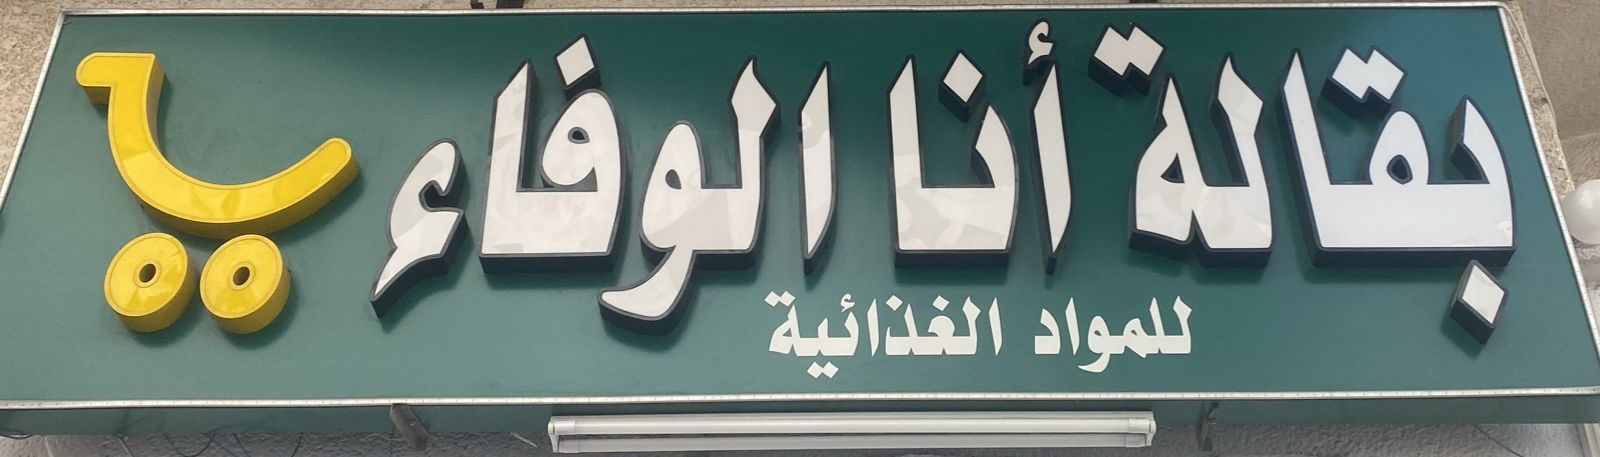 بقالة أنا الوفاء
للمواد الغذائية